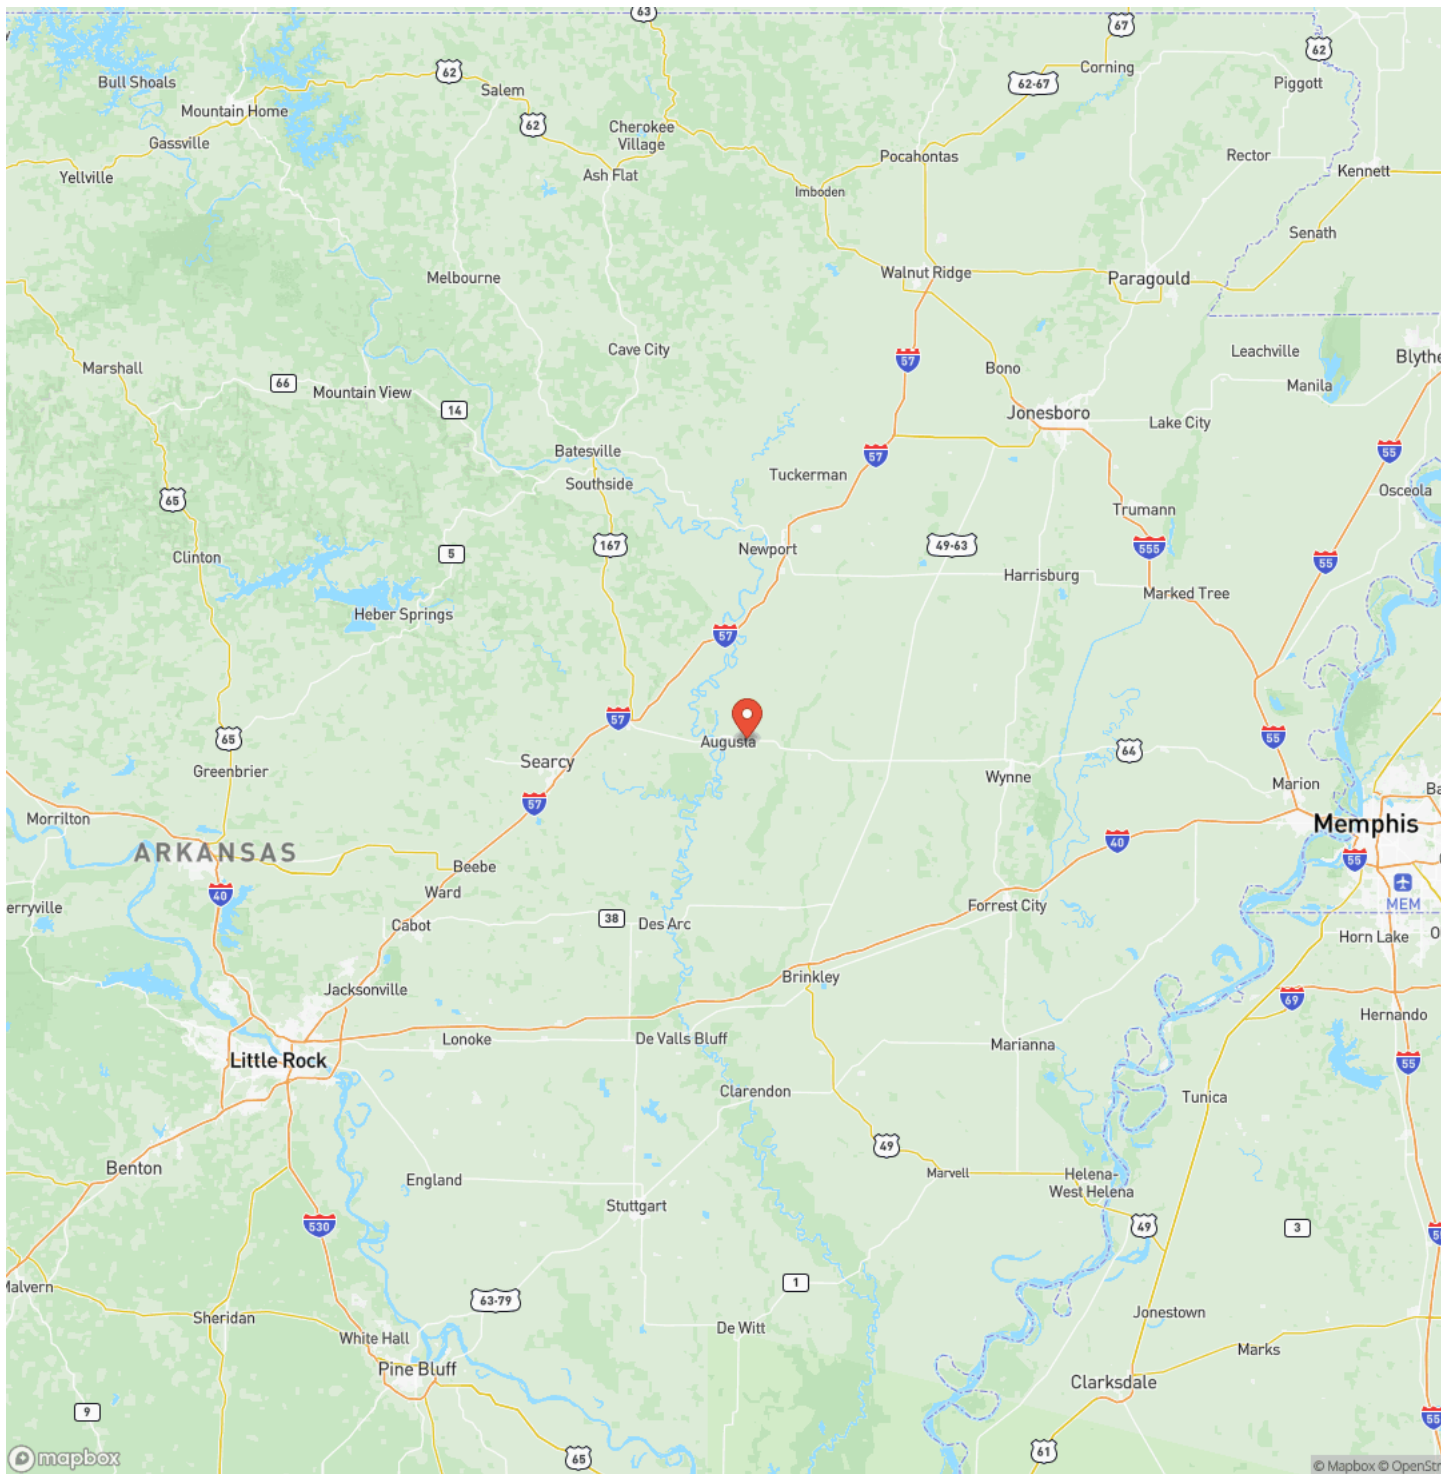 63
67
62
Corning
62
Bull Shoals
62-67
Piggott
Salem
Mountain Home
62
Cherokee
Village
Gassville
Pocahontas
Rector
Kennett
Yellville
Ash Flat
Imboden
Senath
Melbourne
Walnut Ridge
Paragould
Cave City
57
Leachville
Blythe
Marshall
Bono
66
Manila
Mountain View
14
Jonesboro
Lake City
Batesville
57
55
Tuckerman
Southside
Osceola
65
Trumann
167
Newport
49-63
555
Clinton
5
55
Harrisburg
Marked Tree
Heber Springs
57
57
65
Augusta
64
55
Searcy
Greenbrier
Wynne
Marion
57
Ba
Morrilton
Memphis
ARKANSAS
40
55
Beebe
40
Ward
MEM
erryville
38
Forrest City
Cabot
Des Arc
Horn Lake
O
Brinkley
Jacksonville
69
Hernando
Lonoke
De Valls Bluff
Marianna
Little Rock
55
Clarendon
Tunica
49
Benton
Marvell
Helena-
West Helena
England
Stuttgart
530
49
3
1
Malvern
63-79
Sheridan
Jonestown
De Witt
White Hall
Marks
Pine Bluff
Clarksdale
9
55
61
65
mapbox
© Mapbox © OpenStr